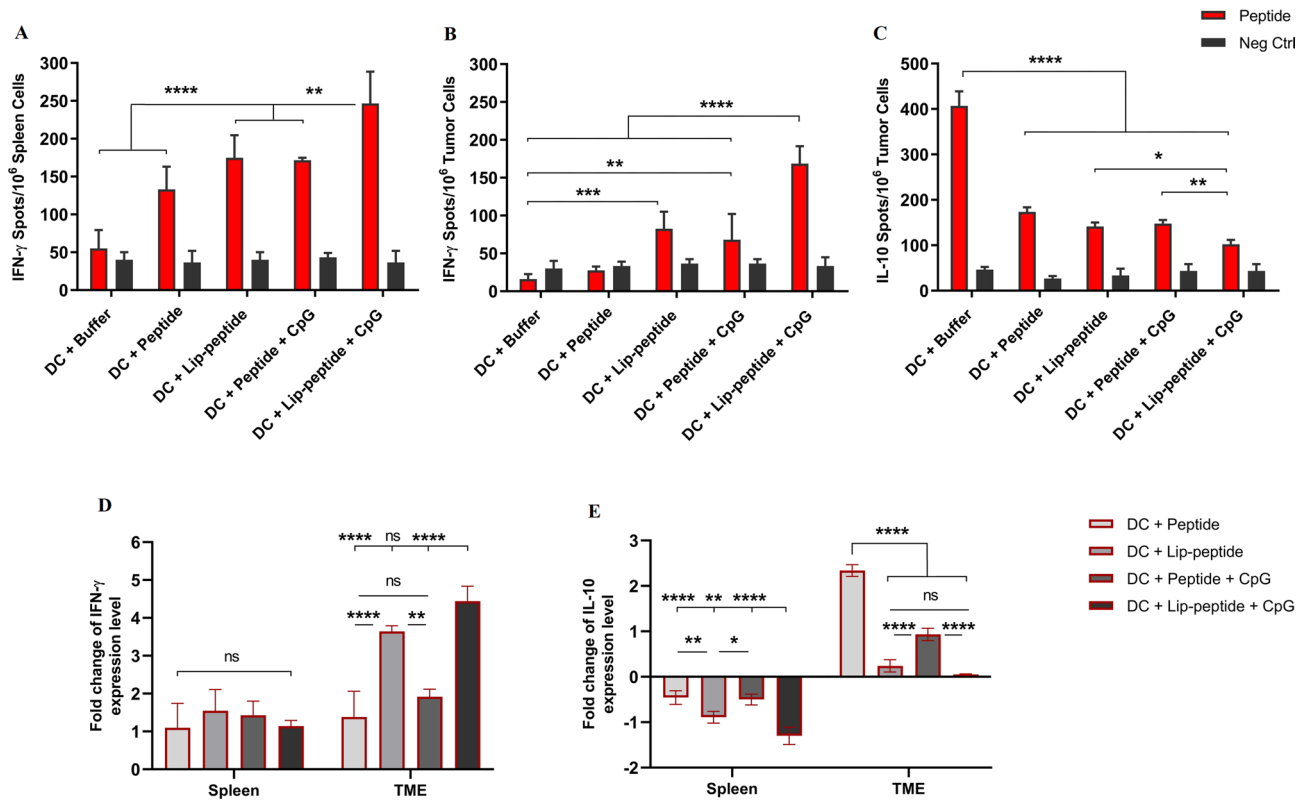 Peptide
Neg Ctrl
A
IFN-γ Spots/10⁶ Spleen Cells
300
250
200
150
100
50
0
****
**
DC + Buffer
DC + Peptide
DC + Lip-peptide
DC + Peptide + CpG
DC + Lip-peptide + CpG
B
IFN-γ Spots/10⁶ Tumor Cells
300
250
200
150
100
50
0
****
**
***
DC + Buffer
DC + Peptide
DC + Lip-peptide
DC + Peptide + CpG
DC + Lip-peptide + CpG
C
IL-10 Spots/10⁶ Tumor Cells
500
400
300
200
100
0
****
*
**
DC + Buffer
DC + Peptide
DC + Lip-peptide
DC + Peptide + CpG
DC + Lip-peptide + CpG
D
Fold change of IFN-γ
expression level
6
5
4
3
2
1
0
ns
**** ns ****
ns
**** **
Spleen
TME
E
Fold change of IL-10
expression level
3
2
1
0
-1
-2
**** ** ****
** *
****
ns
**** ****
Spleen
TME
DC + Peptide
DC + Lip-peptide
DC + Peptide + CpG
DC + Lip-peptide + CpG